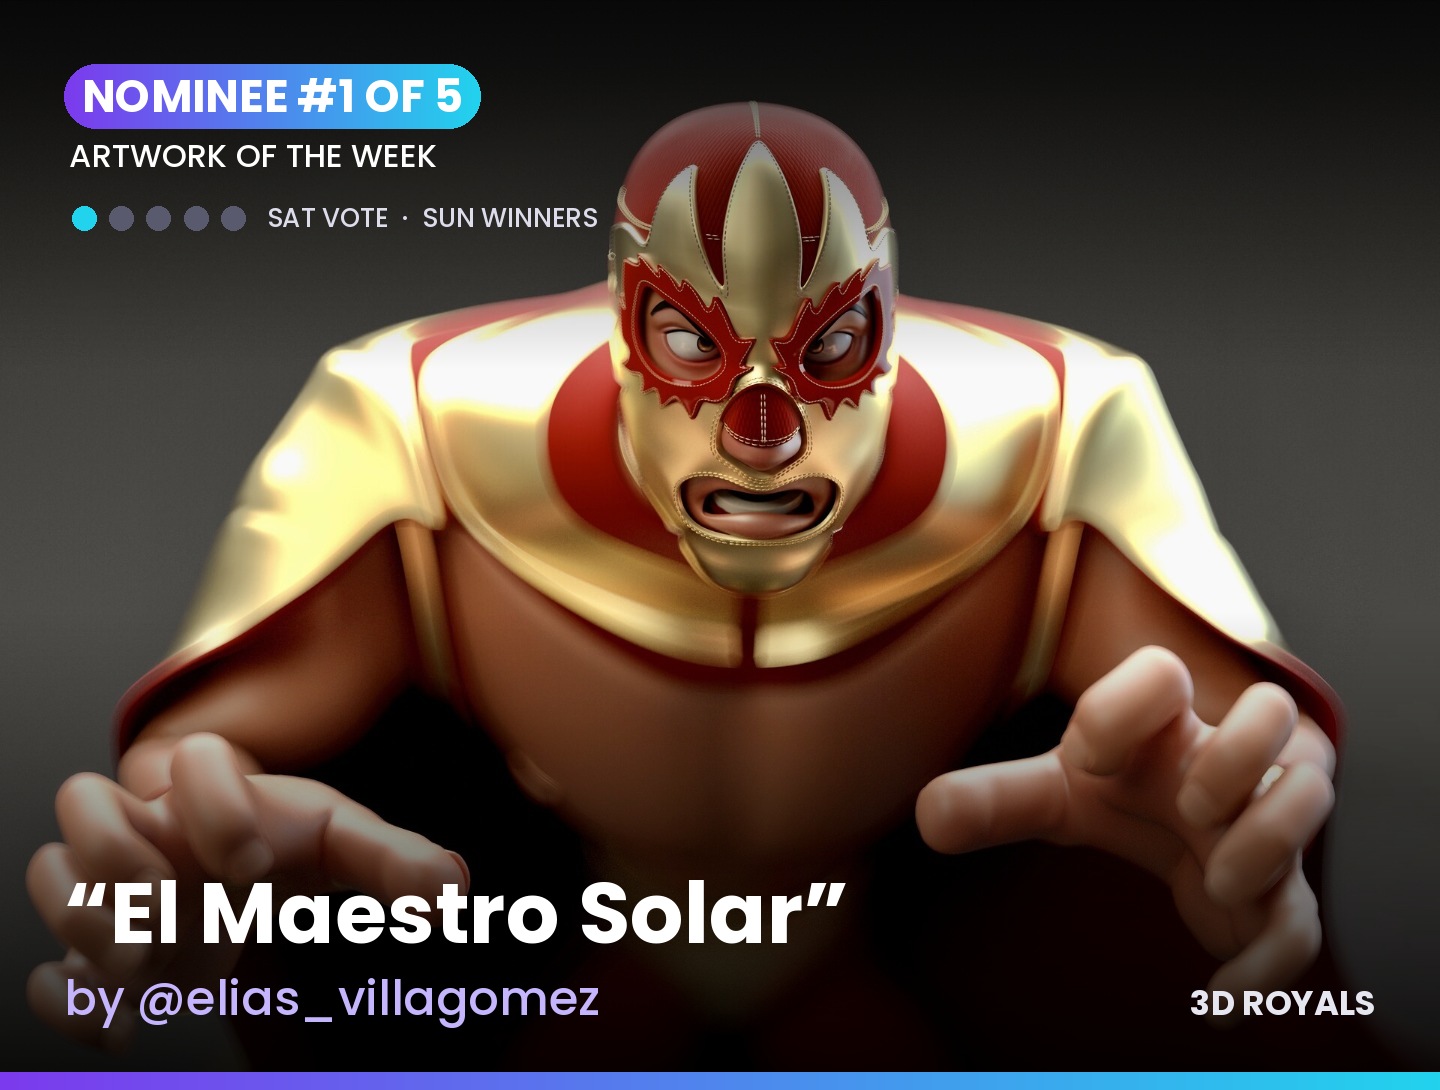 NOMINEE #1 OF 5
ARTWORK OF THE WEEK
SAT VOTE · SUN WINNERS
“El Maestro Solar”
by @elias_villagomez
3D ROYALS